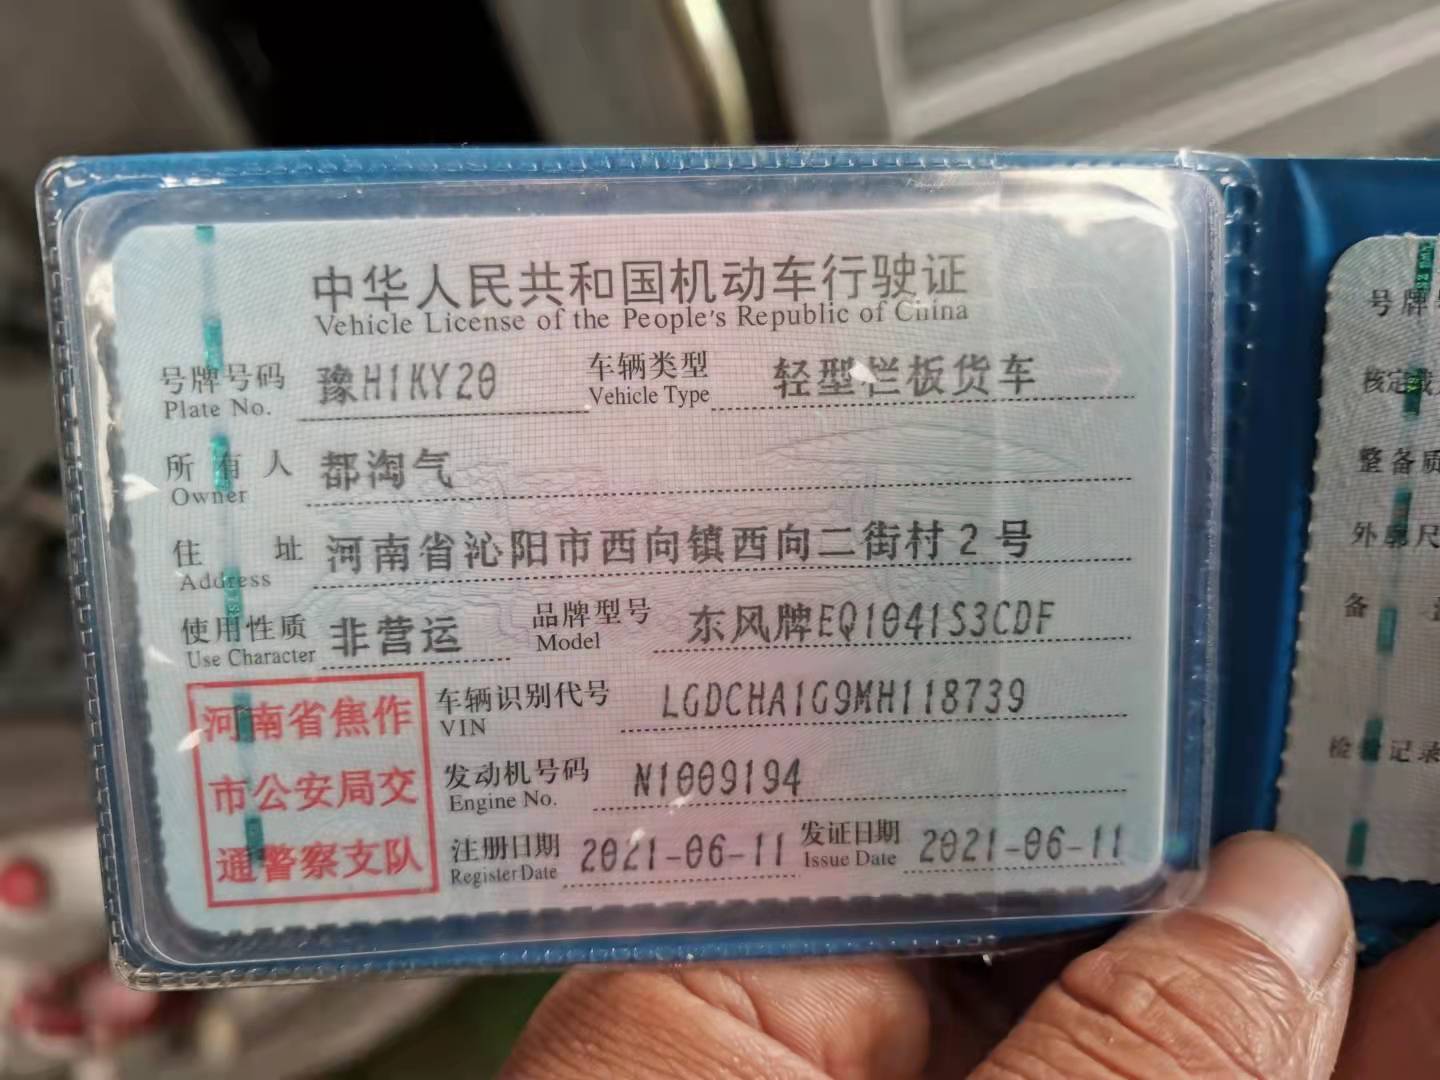 中华人民共和国机动车行驶证
Vehicle License of the People's Republic of China
号牌号码 豫H1KY20 车辆类型 轻型栏板货车
Plate No. Vehicle Type
所有人 都淘气
Owner
住址 河南省沁阳市西向镇西向二街村2号
Address
使用性质 非营运 品牌型号 东风牌EQ1041S3CDF
Use Character Model
车辆识别代号 LGDCHA1G9MH118739
VIN
发动机号码 N1009194
Engine No.
注册日期 2021-06-11 发证日期 2021-06-11
Register Date Issue Date
河南省焦作
市公安局交
通警察支队
号牌
核定载
整备质
外廓尺
备
检验记录